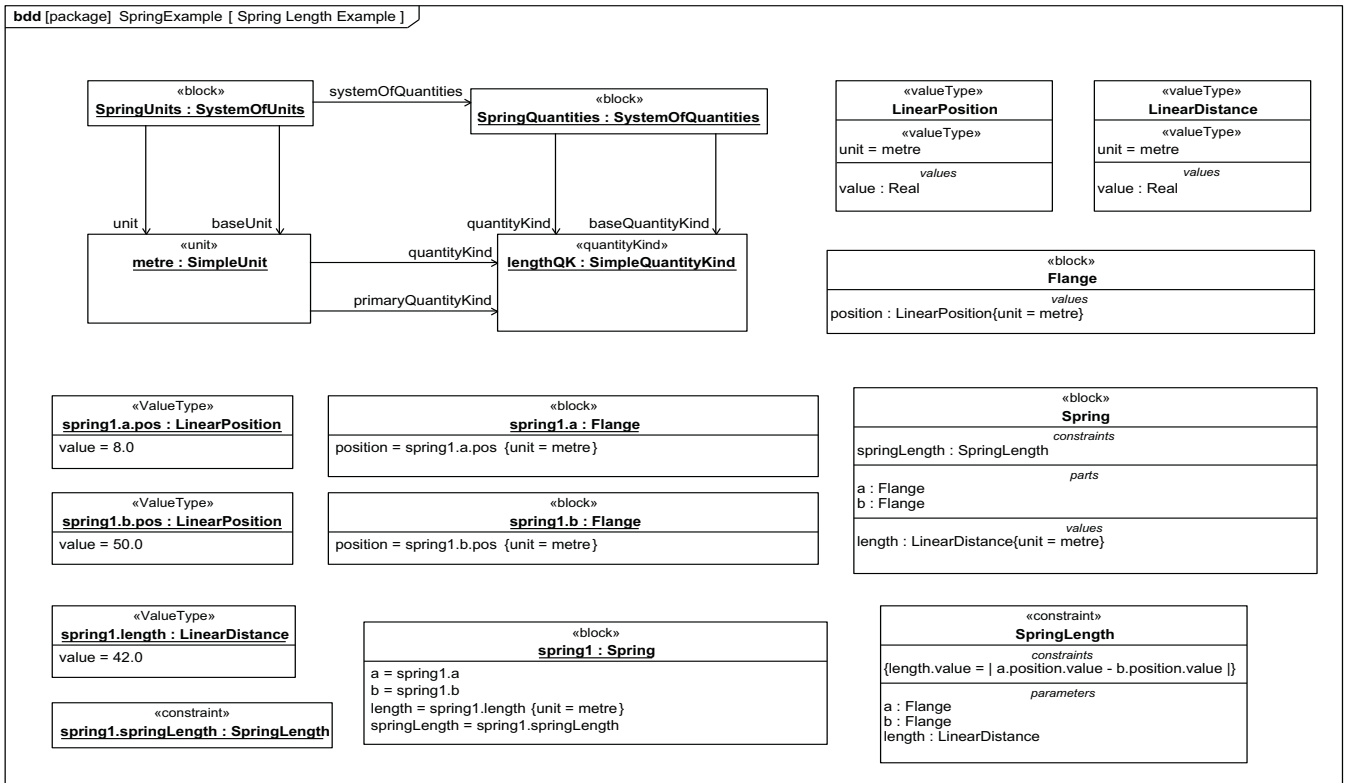 bdd [package] SpringExample [ Spring Length Example ]
«block»
SpringUnits : SystemOfUnits
systemOfQuantities
«block»
SpringQuantities : SystemOfQuantities
unit
baseUnit
quantityKind
baseQuantityKind
«unit»
metre : SimpleUnit
quantityKind
primaryQuantityKind
«quantityKind»
lengthQK : SimpleQuantityKind
«valueType»
LinearPosition
«valueType»
unit = metre
values
value : Real
«valueType»
LinearDistance
«valueType»
unit = metre
values
value : Real
«block»
Flange
values
position : LinearPosition{unit = metre}
«ValueType»
spring1.a.pos : LinearPosition
value = 8.0
«block»
spring1.a : Flange
position = spring1.a.pos {unit = metre}
«ValueType»
spring1.b.pos : LinearPosition
value = 50.0
«block»
spring1.b : Flange
position = spring1.b.pos {unit = metre}
«block»
Spring
constraints
springLength : SpringLength
parts
a : Flange
b : Flange
values
length : LinearDistance{unit = metre}
«ValueType»
spring1.length : LinearDistance
value = 42.0
«constraint»
spring1.springLength : SpringLength
«block»
spring1 : Spring
a = spring1.a
b = spring1.b
length = spring1.length {unit = metre}
springLength = spring1.springLength
«constraint»
SpringLength
constraints
{length.value = | a.position.value - b.position.value |}
parameters
a : Flange
b : Flange
length : LinearDistance